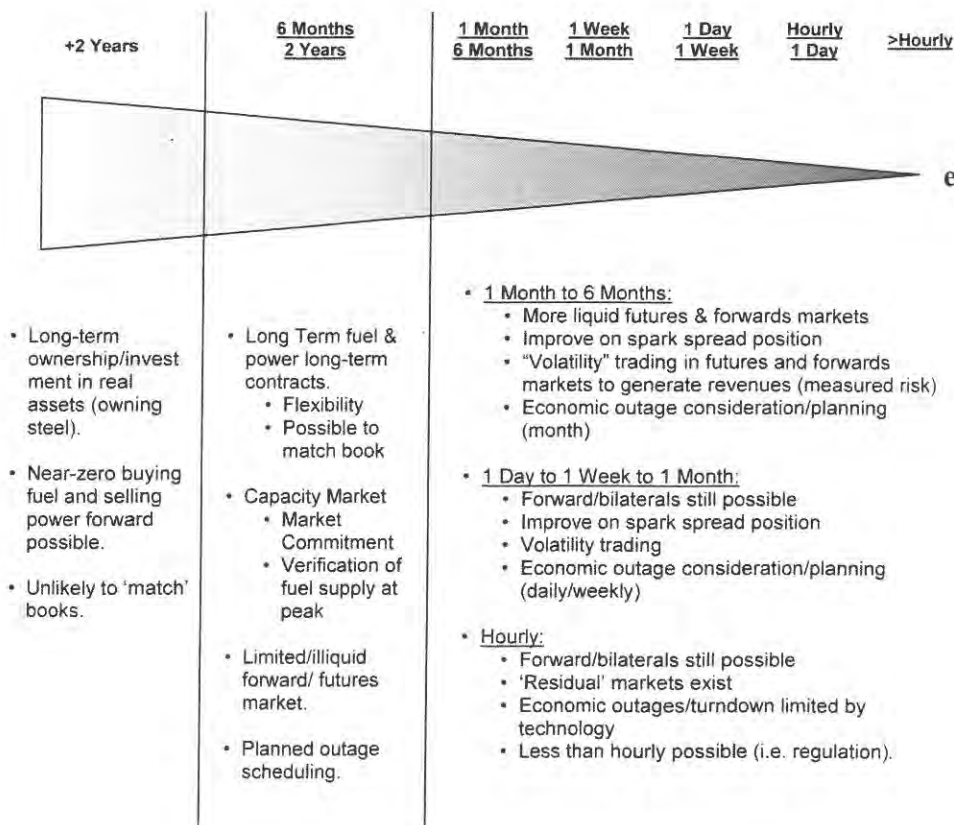 +2 Years
6 Months
2 Years
1 Month
6 Months
1 Week
1 Month
1 Day
1 Week
Hourly
1 Day
>Hourly
e
• Long-term
ownership/invest
ment in real
assets (owning
steel).
• Near-zero buying
fuel and selling
power forward
possible.
• Unlikely to 'match'
books.
• Long Term fuel &
power long-term
contracts.
• Flexibility
• Possible to
match book
• Capacity Market
• Market
Commitment
• Verification of
fuel supply at
peak
• Limited/illiquid
forward/ futures
market.
• Planned outage
scheduling.
• 1 Month to 6 Months:
• More liquid futures & forwards markets
• Improve on spark spread position
• "Volatility" trading in futures and forwards
markets to generate revenues (measured risk)
• Economic outage consideration/planning
(month)
• 1 Day to 1 Week to 1 Month:
• Forward/bilaterals still possible
• Improve on spark spread position
• Volatility trading
• Economic outage consideration/planning
(daily/weekly)
• Hourly:
• Forward/bilaterals still possible
• 'Residual' markets exist
• Economic outages/turndown limited by
technology
• Less than hourly possible (i.e. regulation).